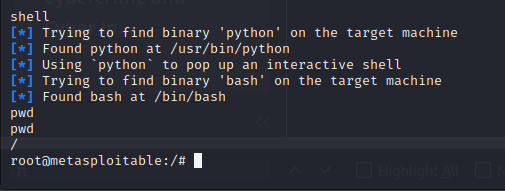 shell
[*] Trying to find binary 'python' on the target machine
[*] Found python at /usr/bin/python
[*] Using `python` to pop up an interactive shell
[*] Trying to find binary 'bash' on the target machine
[*] Found bash at /bin/bash
pwd
pwd
/
root@metasploitable:/#
Highlight All